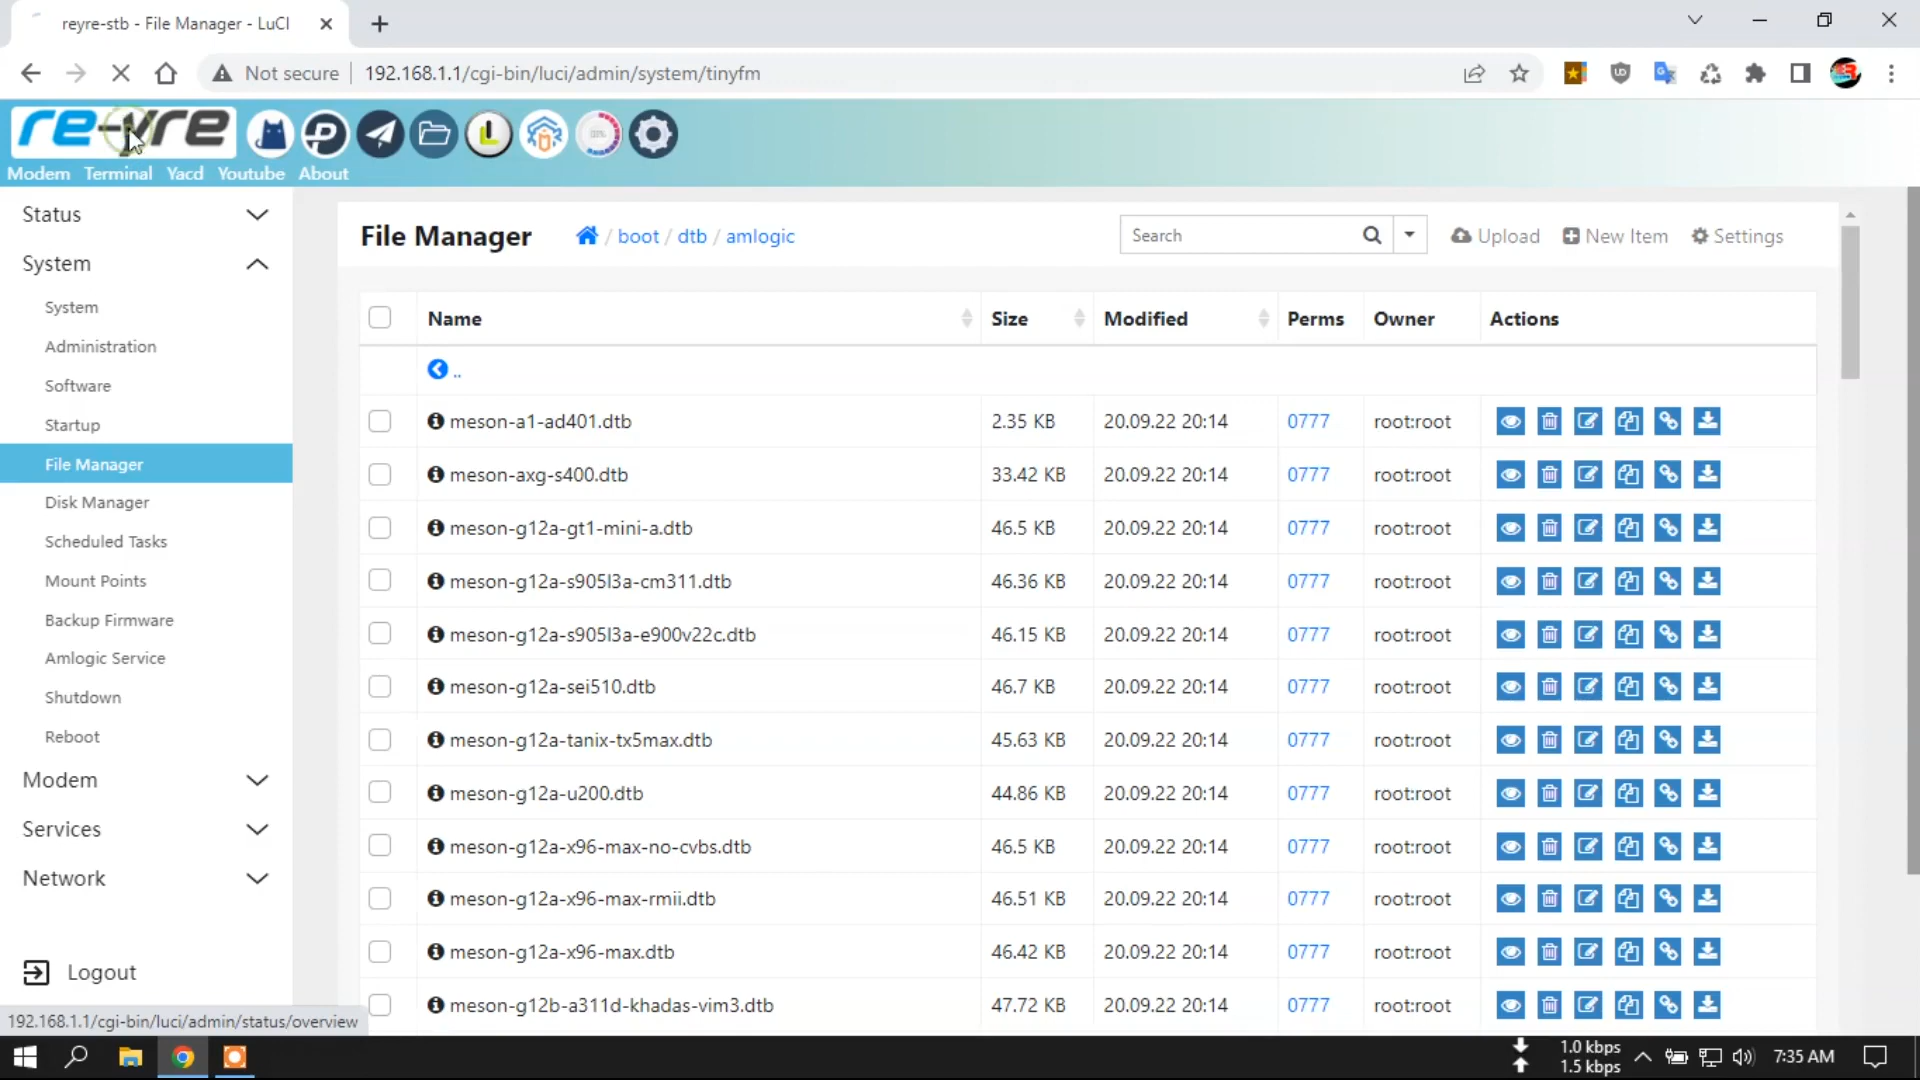 reyre-stb - File Manager - LuCI
Not secure 192.168.1.1/cgi-bin/luci/admin/system/tinyfm
re-yre
Modem Terminal Yacd Youtube About
Status
System
System
Administration
Software
Startup
File Manager
Disk Manager
Scheduled Tasks
Mount Points
Backup Firmware
Amlogic Service
Shutdown
Reboot
Modem
Services
Network
Logout
192.168.1.1/cgi-bin/luci/admin/status/overview
File Manager / boot / dtb / amlogic Search Upload New Item Settings
Name Size Modified Perms Owner Actions
..
meson-a1-ad401.dtb 2.35 KB 20.09.22 20:14 0777 root:root
meson-axg-s400.dtb 33.42 KB 20.09.22 20:14 0777 root:root
meson-g12a-gt1-mini-a.dtb 46.5 KB 20.09.22 20:14 0777 root:root
meson-g12a-s905l3a-cm311.dtb 46.36 KB 20.09.22 20:14 0777 root:root
meson-g12a-s905l3a-e900v22c.dtb 46.15 KB 20.09.22 20:14 0777 root:root
meson-g12a-sei510.dtb 46.7 KB 20.09.22 20:14 0777 root:root
meson-g12a-tanix-tx5max.dtb 45.63 KB 20.09.22 20:14 0777 root:root
meson-g12a-u200.dtb 44.86 KB 20.09.22 20:14 0777 root:root
meson-g12a-x96-max-no-cvbs.dtb 46.5 KB 20.09.22 20:14 0777 root:root
meson-g12a-x96-max-rmii.dtb 46.51 KB 20.09.22 20:14 0777 root:root
meson-g12a-x96-max.dtb 46.42 KB 20.09.22 20:14 0777 root:root
meson-g12b-a311d-khadas-vim3.dtb 47.72 KB 20.09.22 20:14 0777 root:root
1.0 kbps
1.5 kbps
7:35 AM